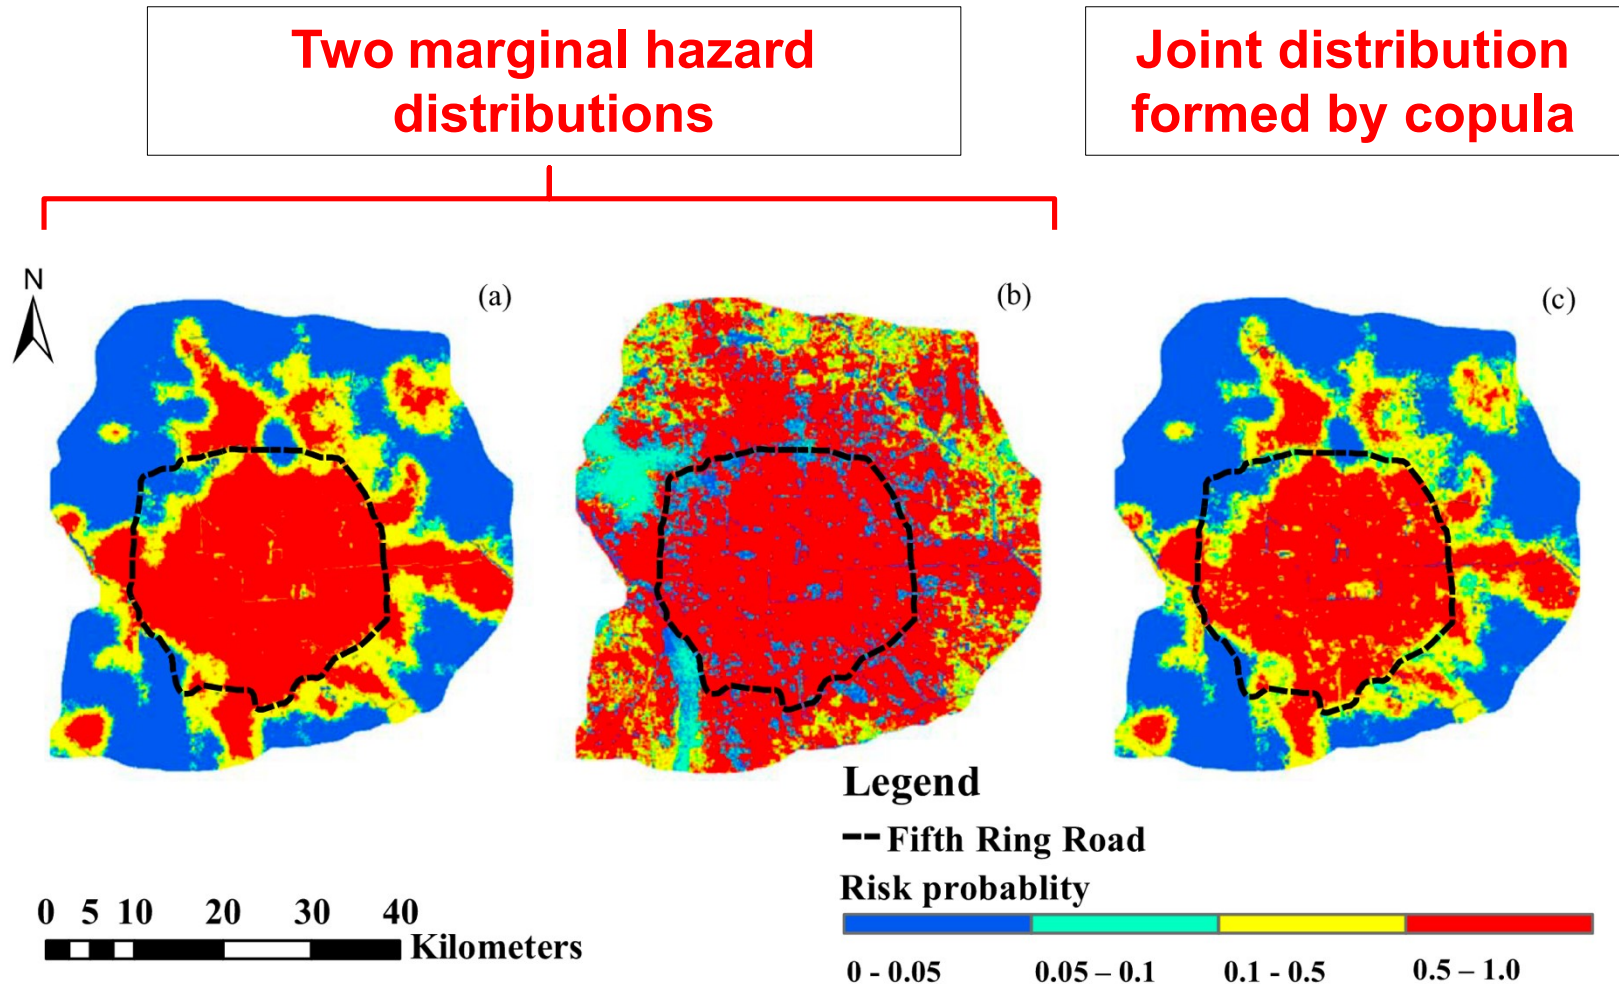 Two marginal hazard
distributions
Joint distribution
formed by copula
N
(a)
(b)
(c)
Legend
Fifth Ring Road
Risk probablity
0 - 0.05
0.05 – 0.1
0.1 - 0.5
0.5 – 1.0
0 5 10 20 30 40
Kilometers